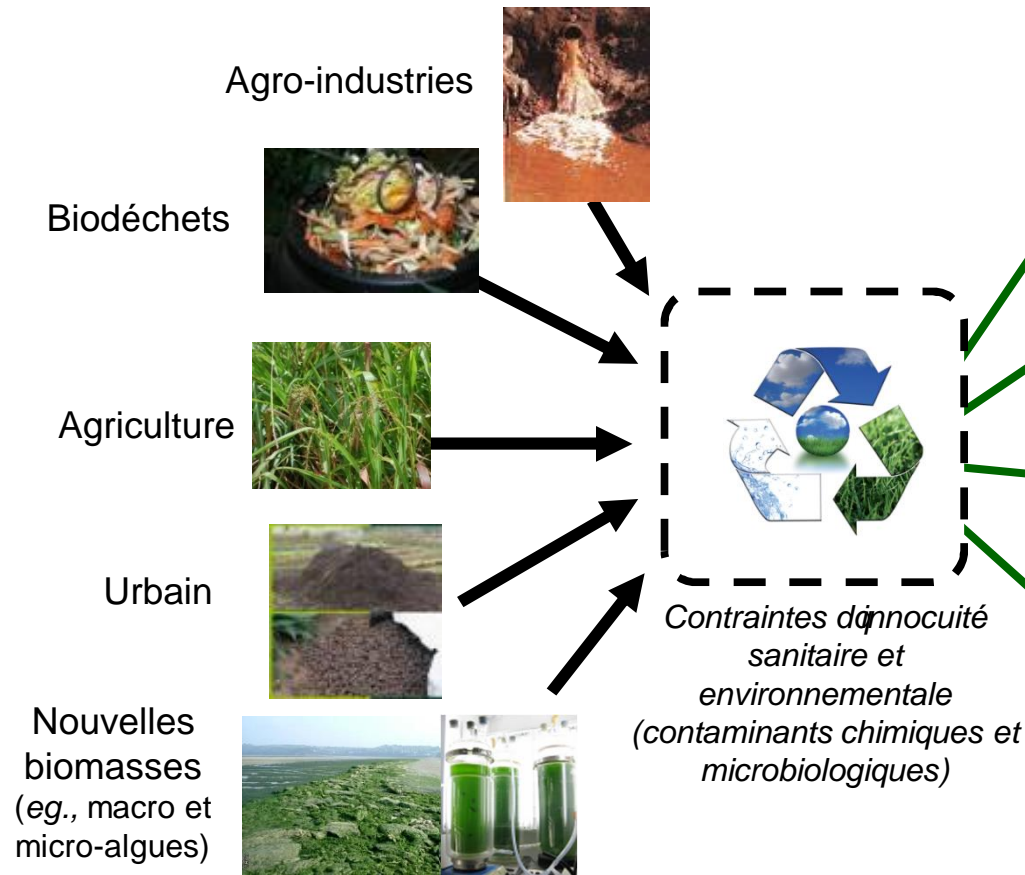 Agro-industries
Biodéchets
Agriculture
Urbain
Nouvelles
biomasses
(eg., macro et
micro-algues)
Contraintes d'innocuité
sanitaire et
environnementale
(contaminants chimiques et
microbiologiques)